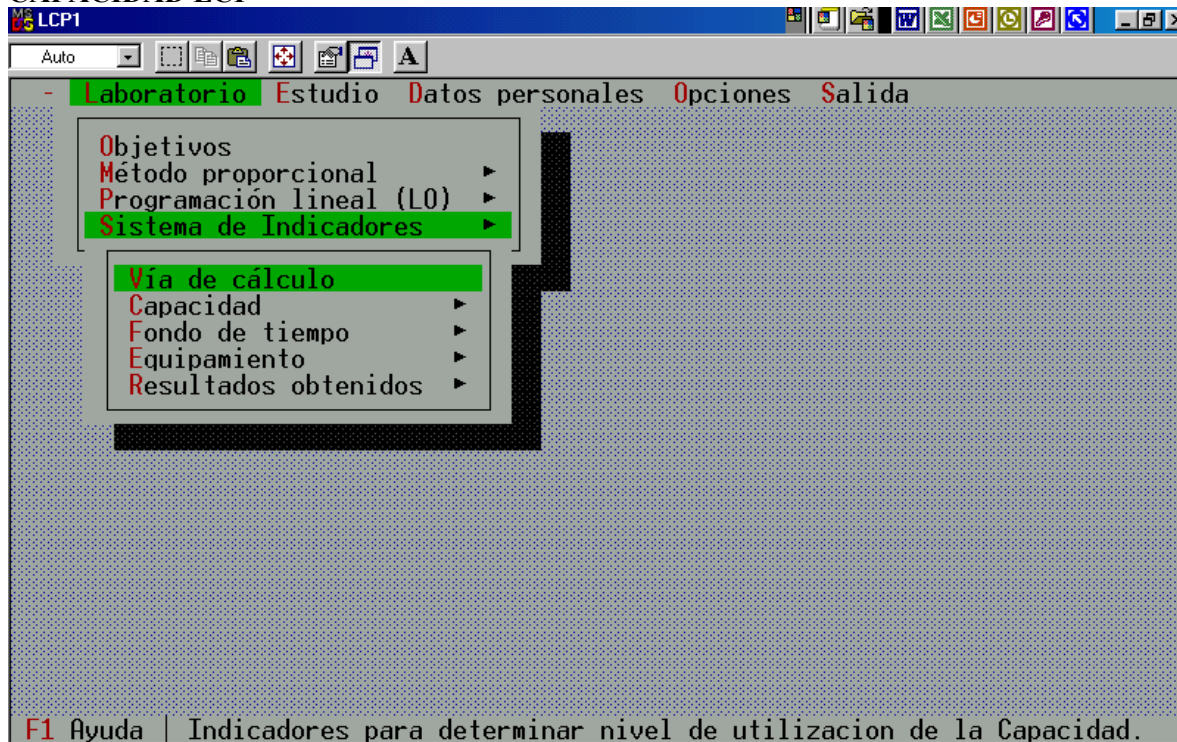 CAPACIDAD LCP
LCP1
Auto
A
- Laboratorio Estudio Datos personales Opciones Salida
Objetivos
Método proporcional
Programación lineal (LO)
Sistema de Indicadores
Vía de cálculo
Capacidad
Fondo de tiempo
Equipamiento
Resultados obtenidos
F1 Ayuda | Indicadores para determinar nivel de utilizacion de la Capacidad.